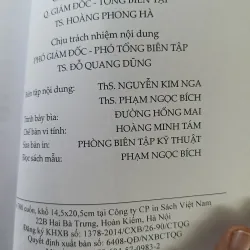 Q. GIÁM ĐỐC - TỔNG BIÊN TẬP
TS. HOÀNG PHONG HÀ
Chịu trách nhiệm nội dung
PHÓ GIÁM ĐỐC - PHÓ TỔNG BIÊN TẬP
TS. ĐỖ QUANG DŨNG
tập nội dung: ThS. NGUYỄN KIM NGA
ThS. PHẠM NGỌC BÍCH
Trình bày bìa: ĐƯỜNG HỒNG MAI
Chế bản vi tính: HOÀNG MINH TÁM
Sửa bản in: PHÒNG BIÊN TẬP KỸ THUẬT
Đọc sách mẫu: PHẠM NGỌC BÍCH
cuốn, khổ 14,5x20,5cm tại Công ty CP in Sách Việt Nam
22B Hai Bà Trưng, Hoàn Kiếm, Hà Nội
Đăng ký KHXB số: 1378-2014/CXB/26-90/CTQG
Quyết định xuất bản số: 6408-QĐ/NXBCTQG
57-0983-2